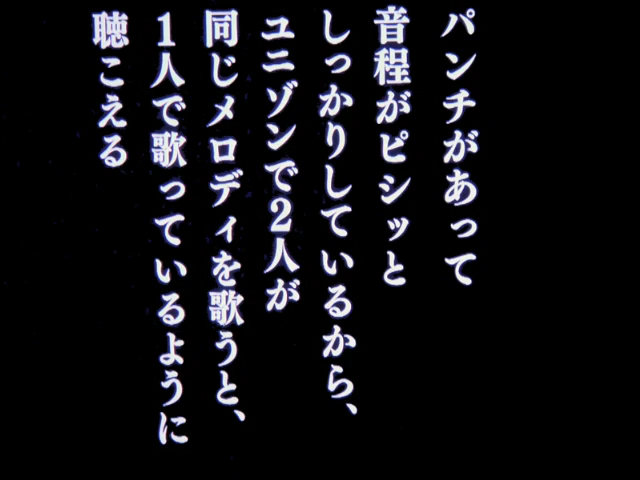 パンチがあって
音程がピシッと
しっかりしているから、
ユニゾンで2人が
同じメロディを歌うと、
1人で歌っているように
聴こえる